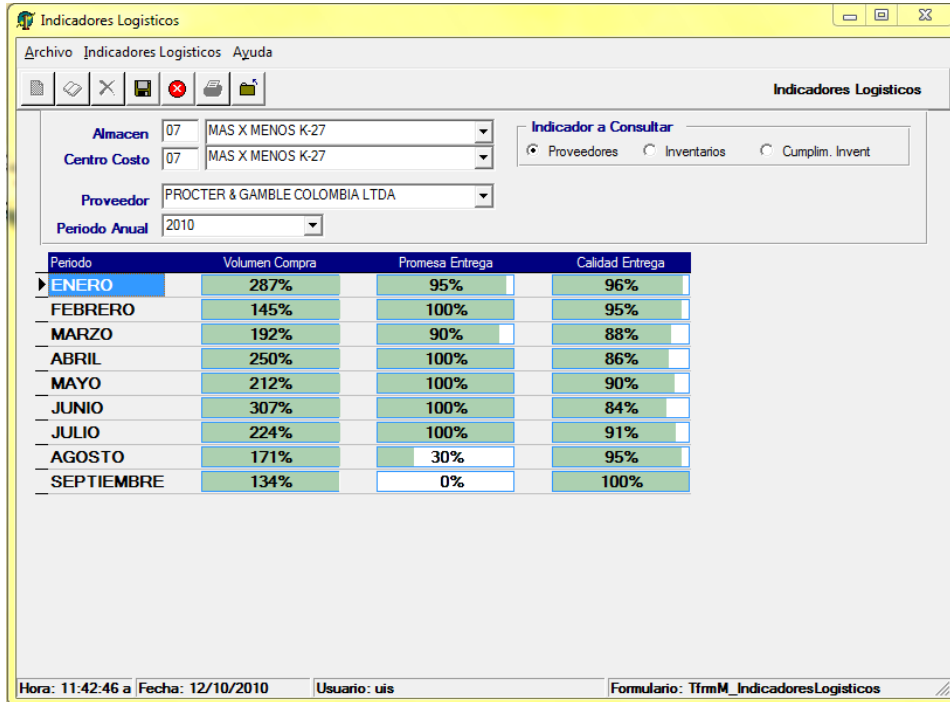 Indicadores Logisticos
Archivo Indicadores Logisticos Ayuda
Indicadores Logisticos
Almacen 07 MAS X MENOS K-27
Centro Costo 07 MAS X MENOS K-27
Proveedor PROCTER & GAMBLE COLOMBIA LTDA
Periodo Anual 2010
Indicador a Consultar
Proveedores Inventarios Cumplim. Invent
Periodo Volumen Compra Promesa Entrega Calidad Entrega
ENERO 287% 95% 96%
FEBRERO 145% 100% 95%
MARZO 192% 90% 88%
ABRIL 250% 100% 86%
MAYO 212% 100% 90%
JUNIO 307% 100% 84%
JULIO 224% 100% 91%
AGOSTO 171% 30% 95%
SEPTIEMBRE 134% 0% 100%
Hora: 11:42:46 a Fecha: 12/10/2010 Usuario: uis Formulario: TfrmM_IndicadoresLogisticos